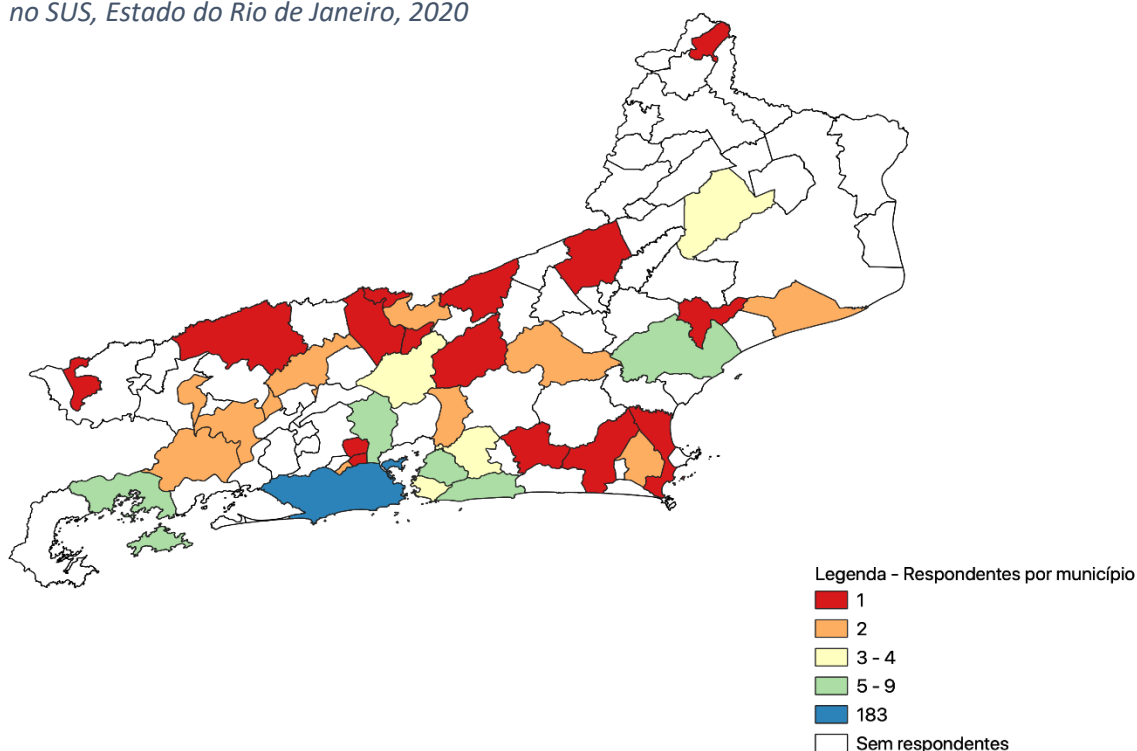 no SUS, Estado do Rio de Janeiro, 2020
Legenda - Respondentes por município
1
2
3 - 4
5 - 9
183
Sem respondentes